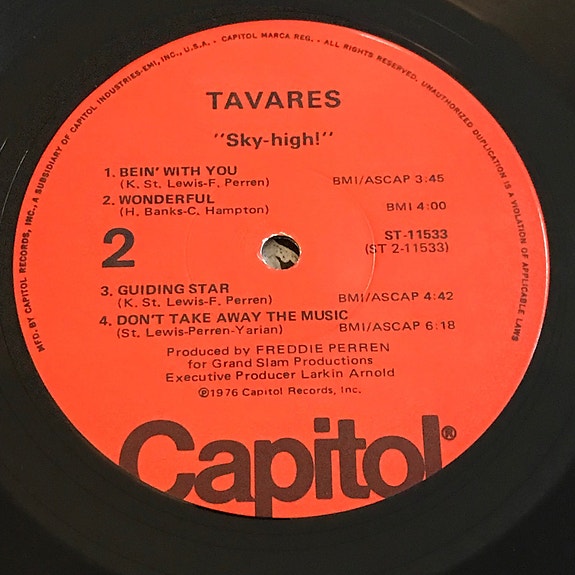 MFD. BY CAPITOL RECORDS, INC., A SUBSIDIARY OF CAPITOL INDUSTRIES-EMI, INC., U.S.A. · CAPITOL MARCA REG. · ALL RIGHTS RESERVED. UNAUTHORIZED DUPLICATION IS A VIOLATION OF APPLICABLE LAWS
TAVARES
"Sky-high!"
1. BEIN' WITH YOU
(K. St. Lewis-F. Perren) BMI/ASCAP 3:45
2. WONDERFUL
(H. Banks-C. Hampton) BMI 4:00
2 ST-11533
(ST 2-11533)
3. GUIDING STAR
(K. St. Lewis-F. Perren) BMI/ASCAP 4:42
4. DON'T TAKE AWAY THE MUSIC
(St. Lewis-Perren-Yarian) BMI/ASCAP 6:18
Produced by FREDDIE PERREN
for Grand Slam Productions
Executive Producer Larkin Arnold
℗1976 Capitol Records, Inc.
Capitol®